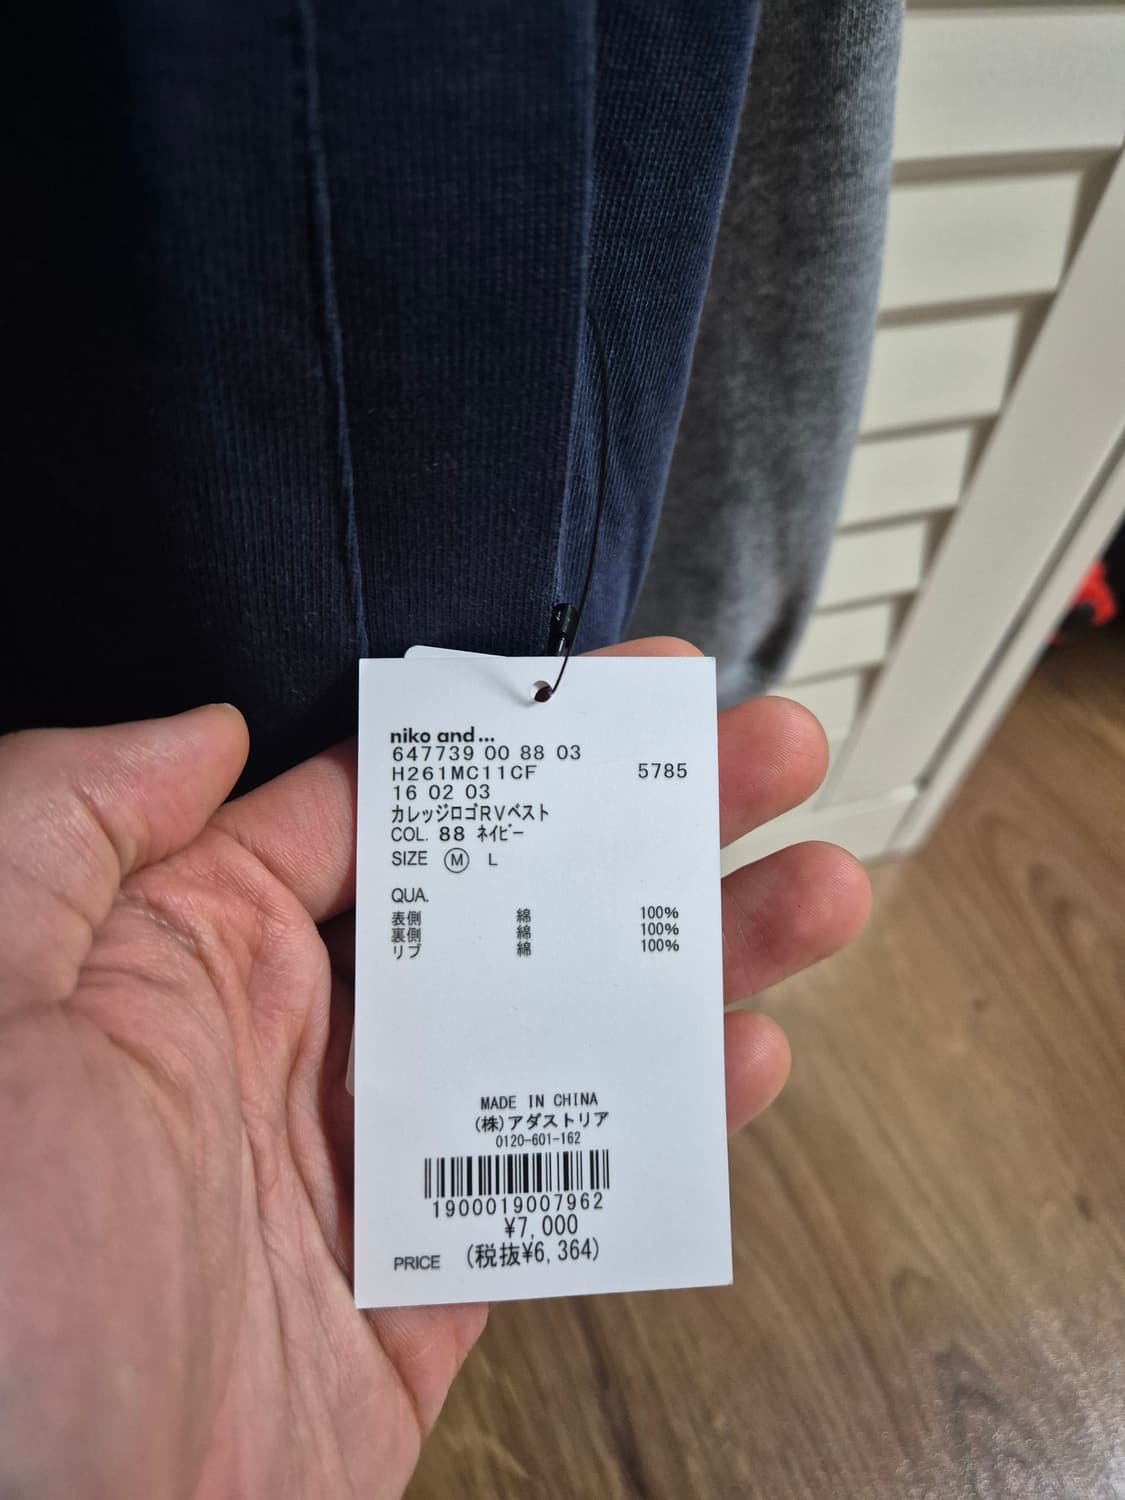 niko and ...
647739 00 88 03
H261MC11CF 5785
16 02 03
カレッジロゴRVベスト
COL. 88 ネイビー
SIZE M L
QUA.
表側 綿 100%
裏側 綿 100%
リブ 綿 100%
MADE IN CHINA
(株)アダストリア
0120-601-162
1900019007962
¥7,000
PRICE (税抜¥6,364)